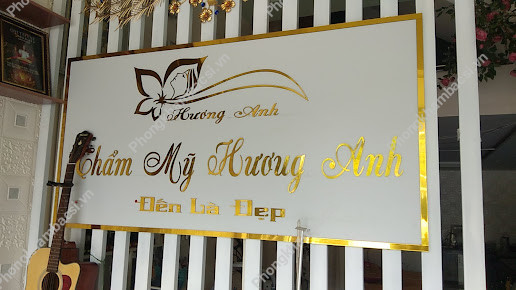 Hương Anh
Thẩm Mỹ Hương Anh
Đến Là Đẹp